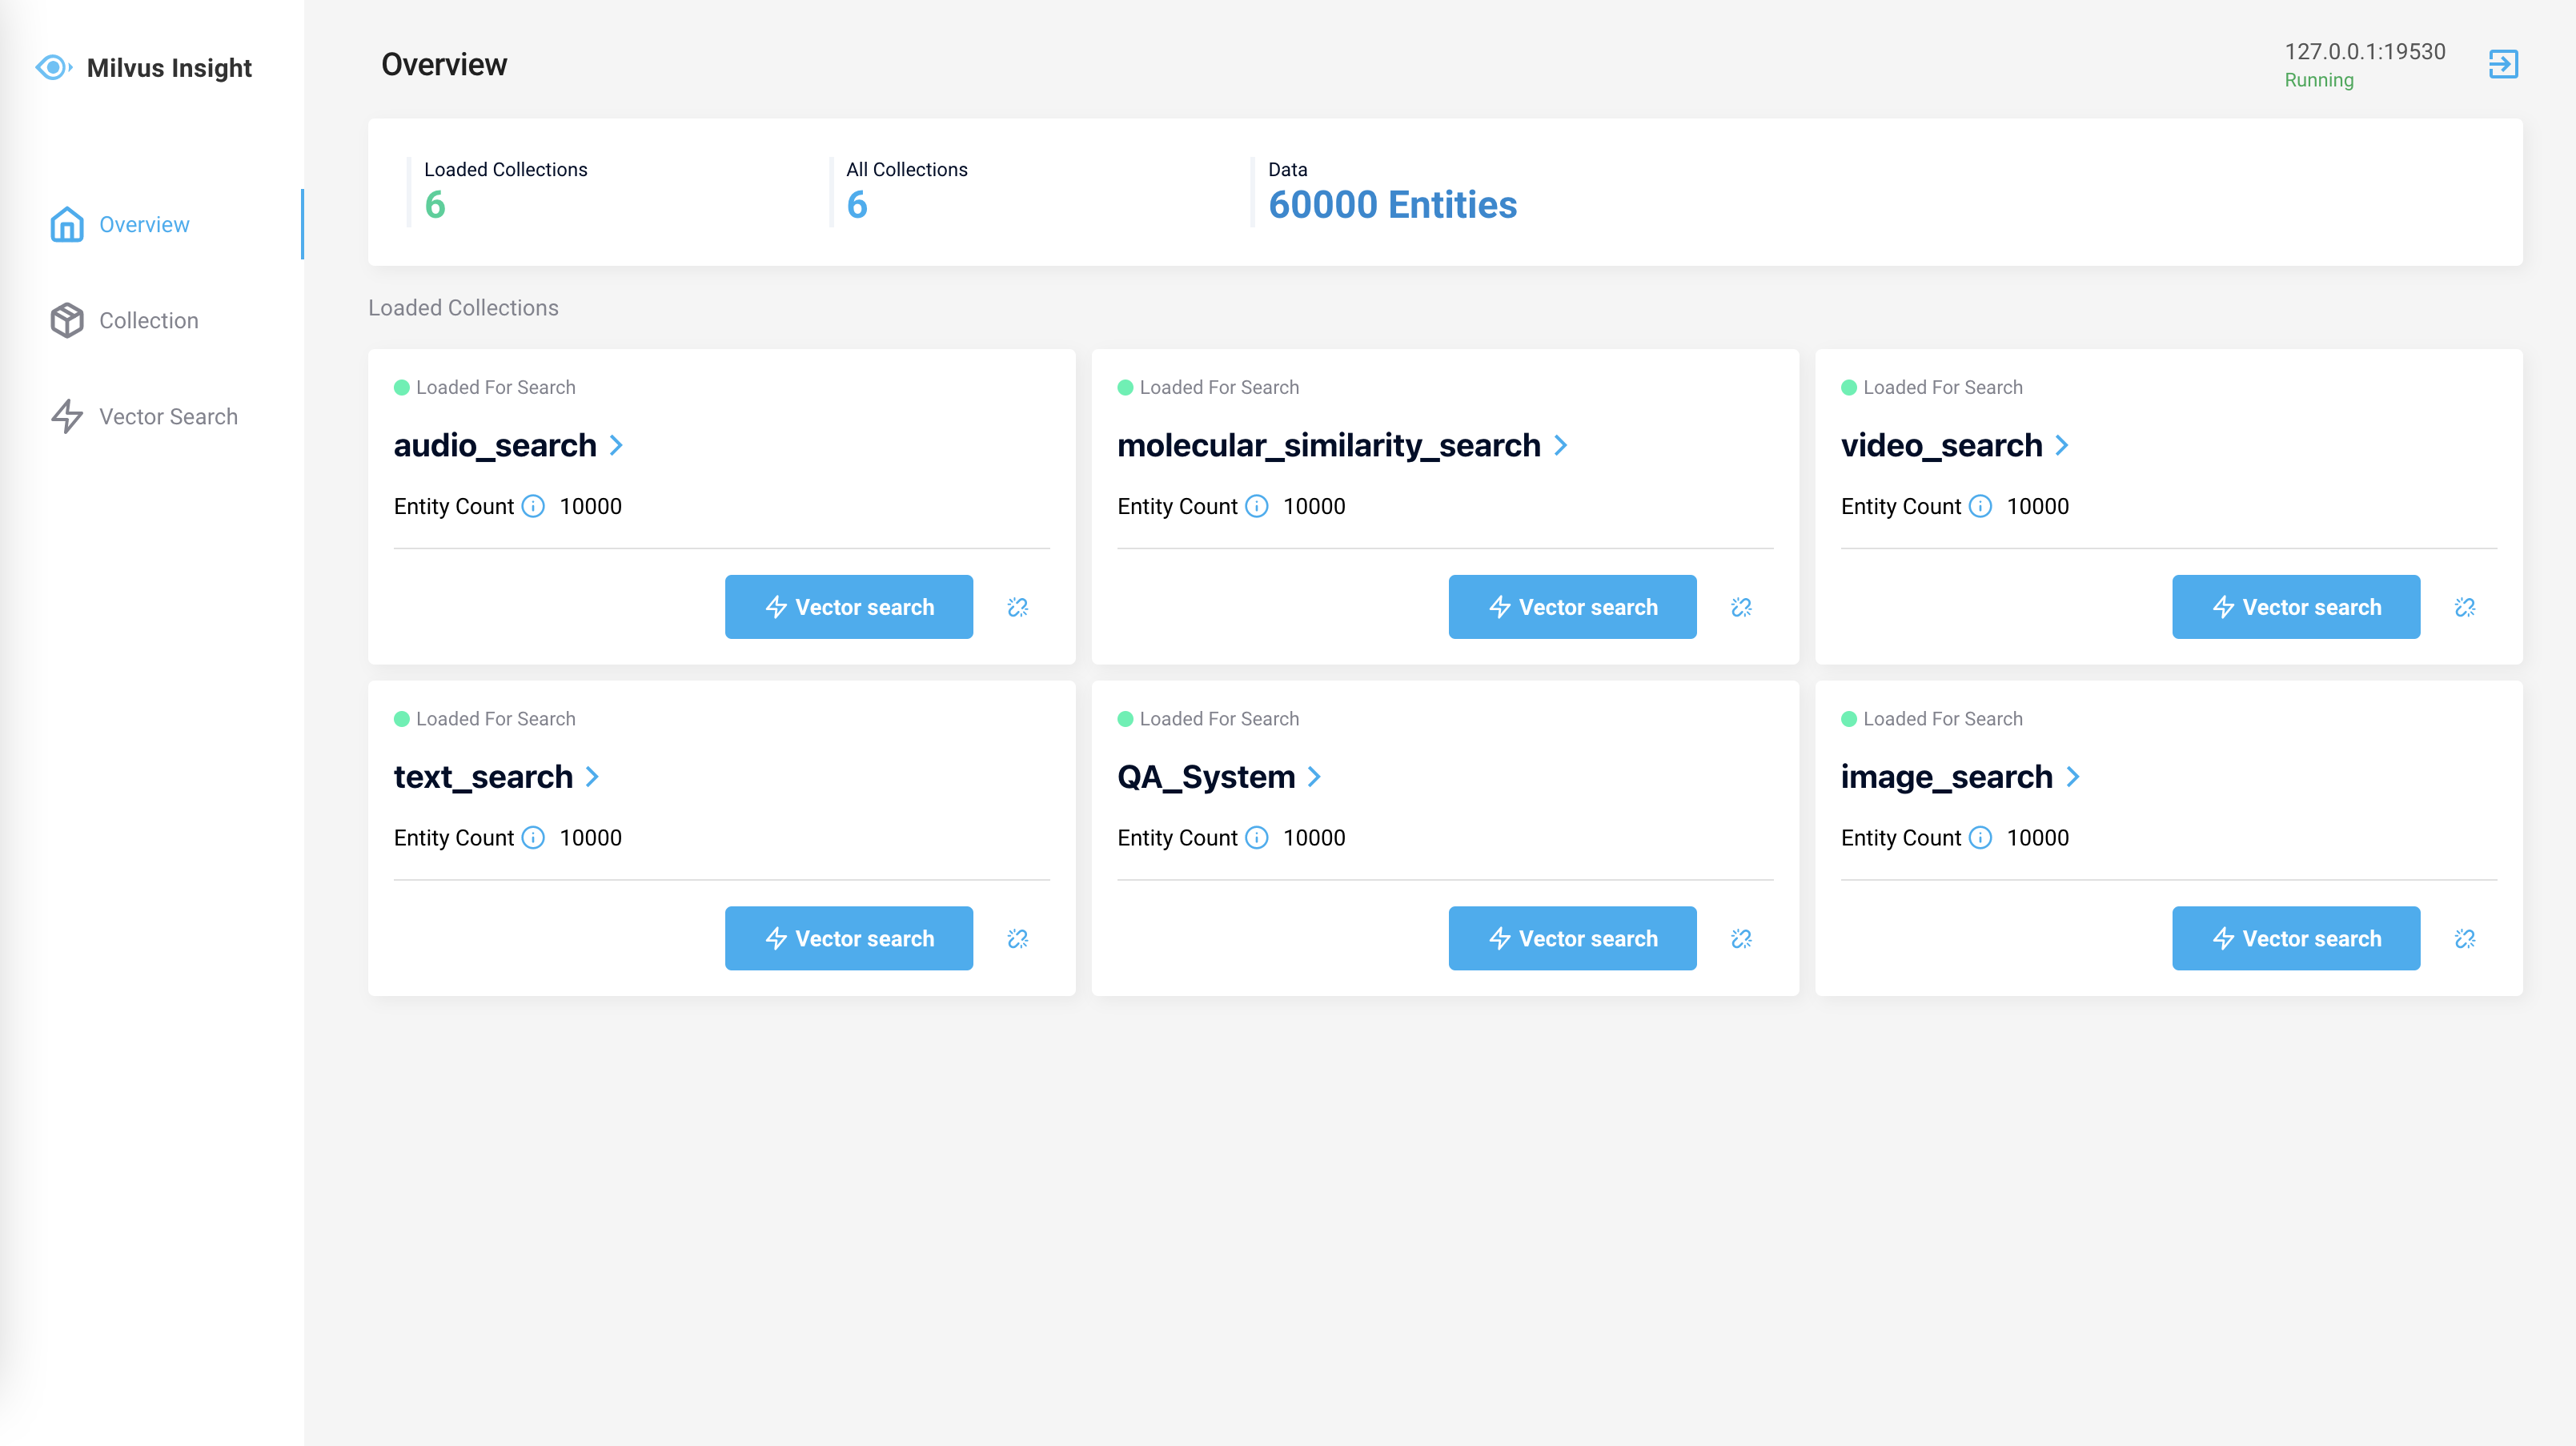 Milvus Insight
Overview
Collection
Vector Search
Overview
127.0.0.1:19530
Running
Loaded Collections
6
All Collections
6
Data
60000 Entities
Loaded Collections
Loaded For Search
audio_search
Entity Count 10000
Vector search
Loaded For Search
molecular_similarity_search
Entity Count 10000
Vector search
Loaded For Search
video_search
Entity Count 10000
Vector search
Loaded For Search
text_search
Entity Count 10000
Vector search
Loaded For Search
QA_System
Entity Count 10000
Vector search
Loaded For Search
image_search
Entity Count 10000
Vector search